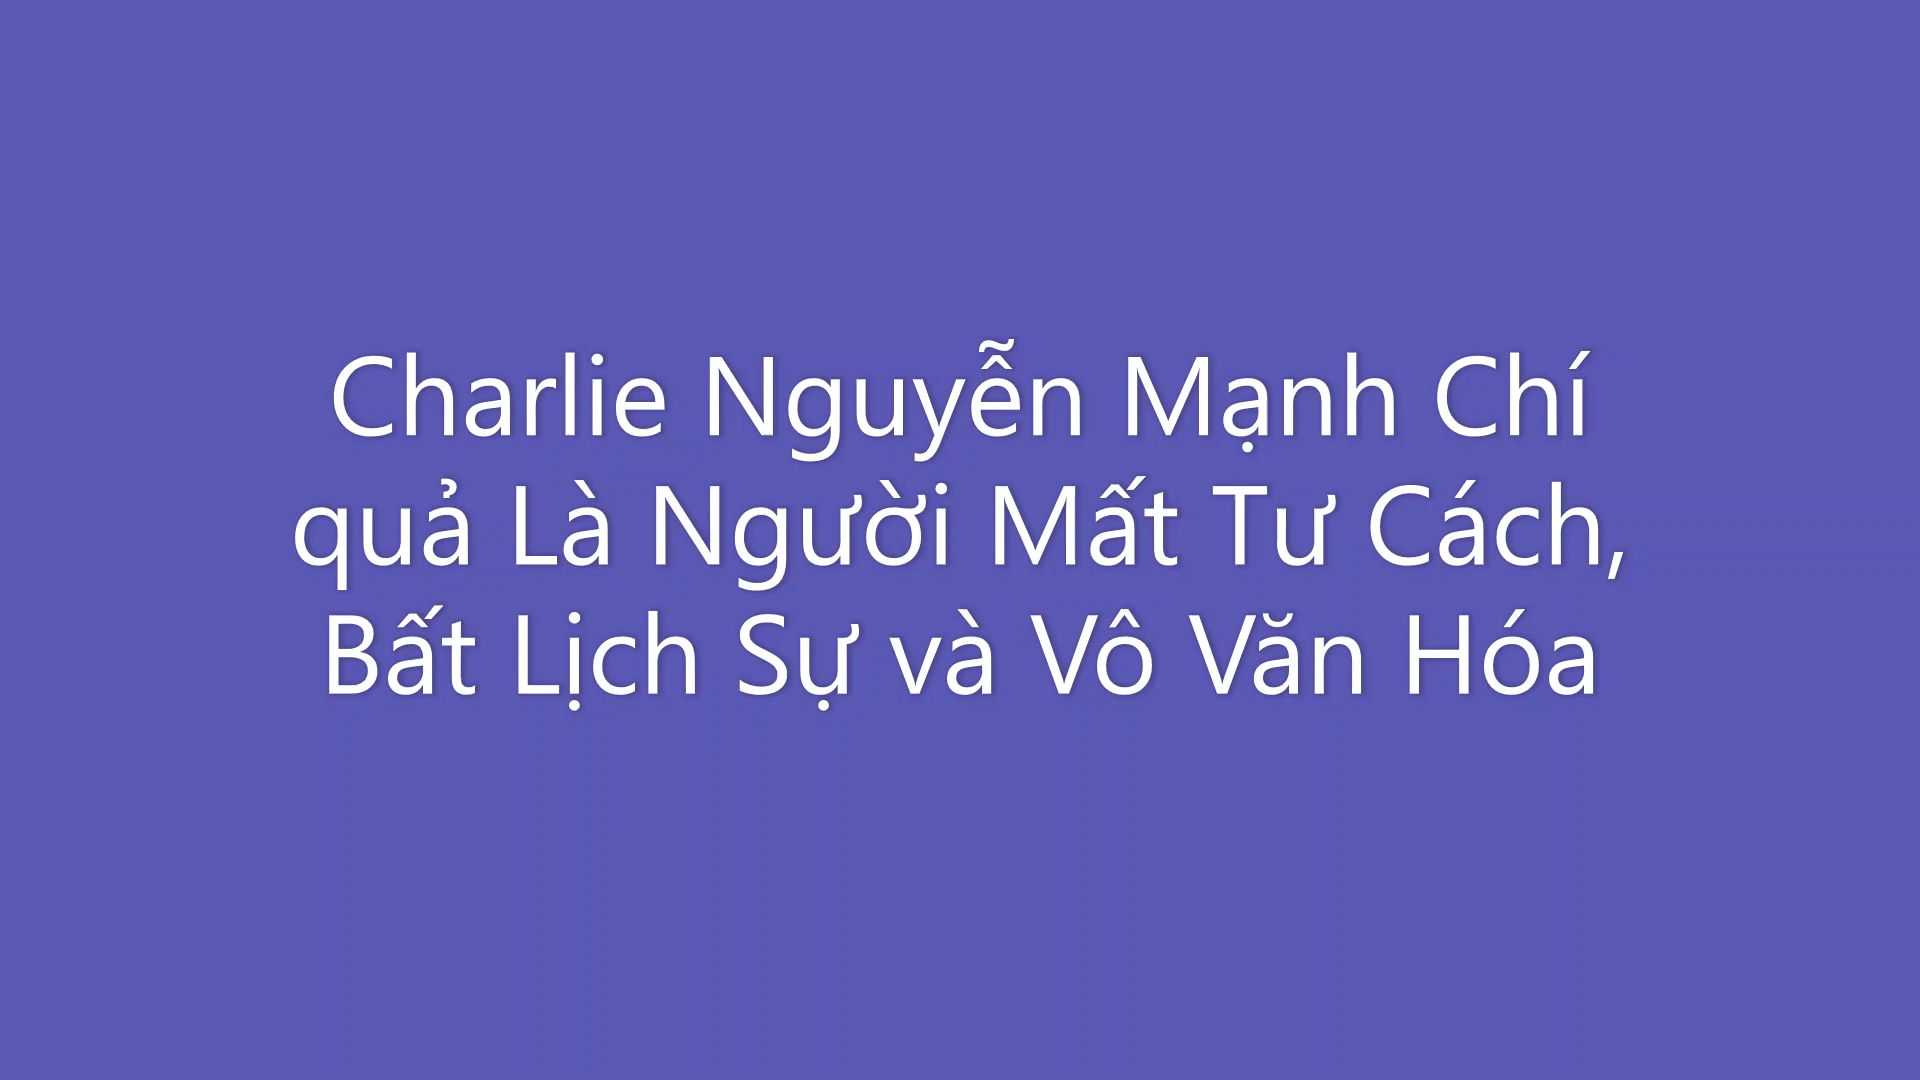 Charlie Nguyễn Mạnh Chí
quả Là Người Mất Tư Cách,
Bất Lịch Sự và Vô Văn Hóa